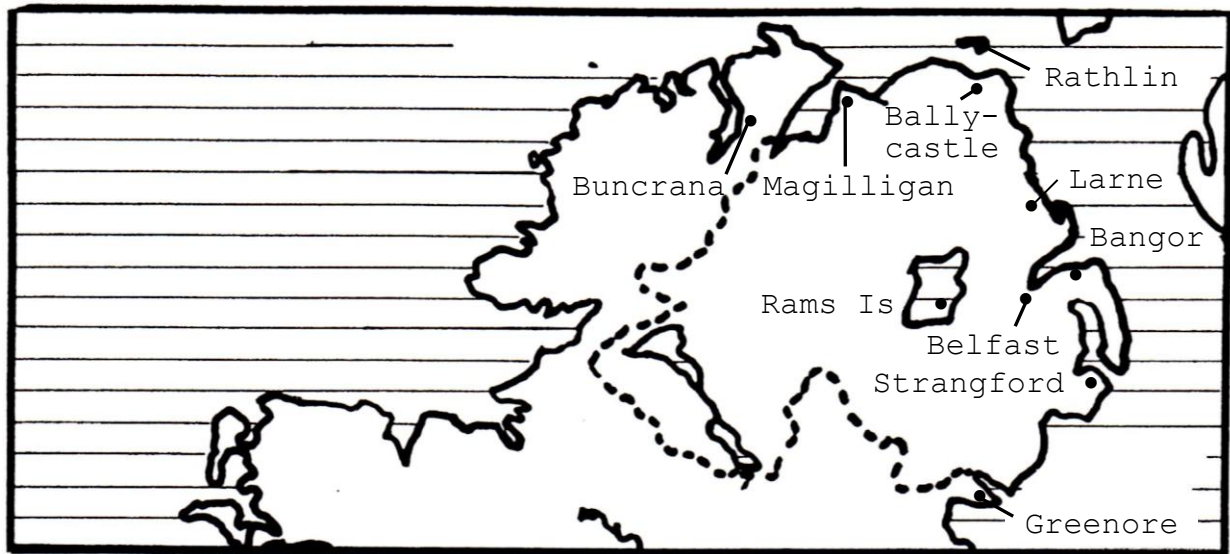 Rathlin
Bally-
castle
Buncrana
Magilligan
Larne
Bangor
Rams Is
Belfast
Strangford
Greenore